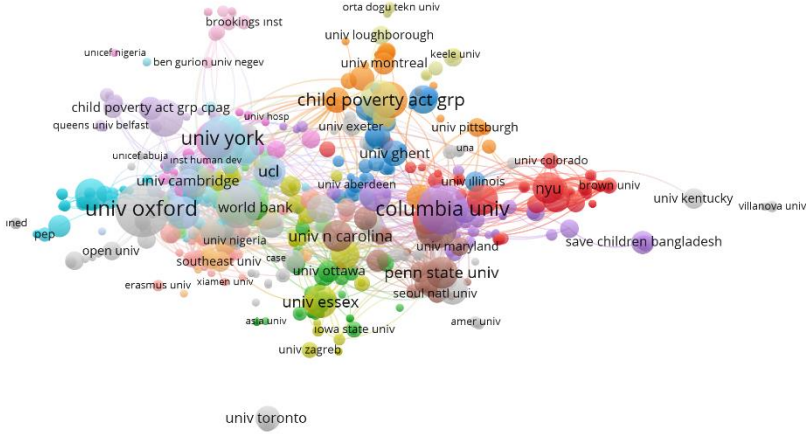 orta dogu tekn univ
brookings inst
univ loughborough
unicef nigeria
keele univ
ben gurion univ negev
univ montreal
child poverty act grp
child poverty act grp cpag
univ hosp
queens univ belfast
univ exeter
univ pittsburgh
univ york
una
unicef abuja
inst human dev
univ ghent
univ colorado
ucl
univ cambridge
univ aberdeen
univ illinois
nyu
brown univ
univ kentucky
univ oxford
world bank
columbia univ
villanova univ
ined
pep
univ nigeria
univ n carolina
univ maryland
save children bangladesh
open univ
southeast univ
case
univ ottawa
penn state univ
erasmus univ
xiamen univ
seoul natl univ
univ essex
asia univ
iowa state univ
amer univ
univ zagreb
univ toronto